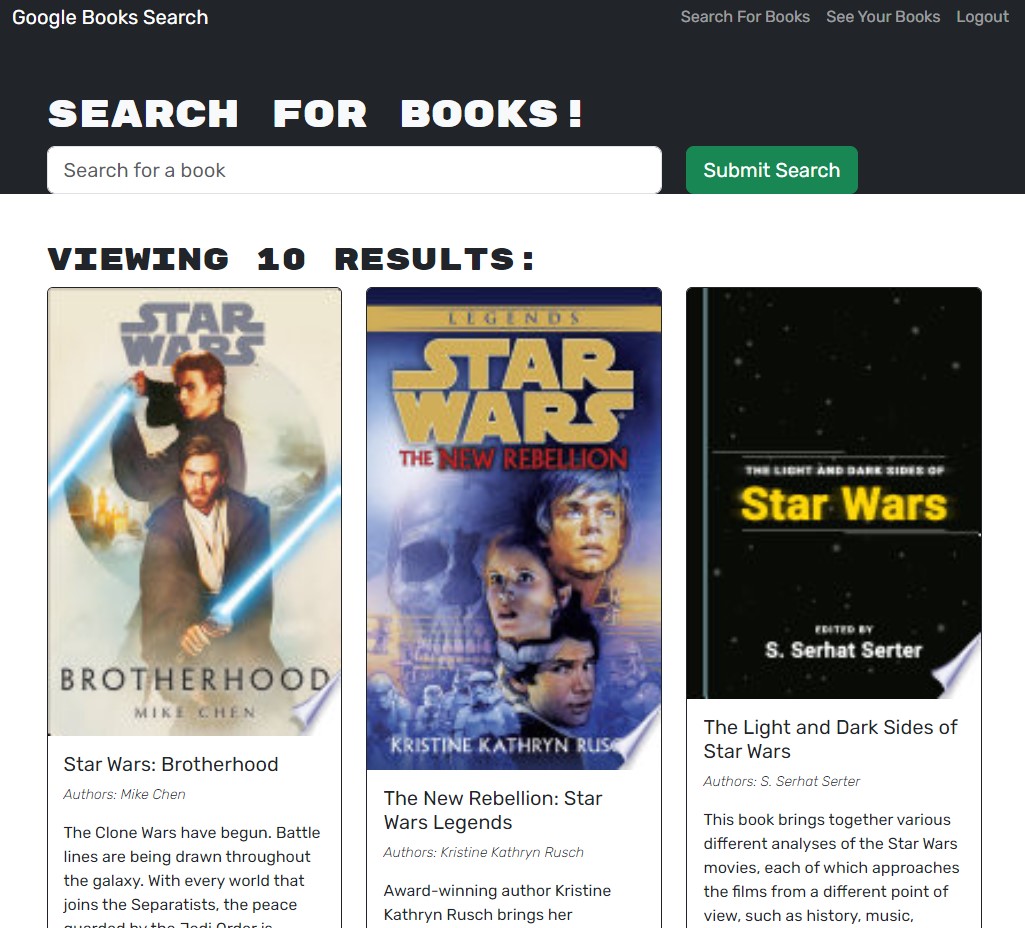 Google Books Search
Search For Books
See Your Books
Logout
SEARCH FOR BOOKS!
Search for a book
Submit Search
VIEWING 10 RESULTS:
STAR
WARS
BROTHERHOOD
MIKE CHEN
Star Wars: Brotherhood
Authors: Mike Chen
The Clone Wars have begun. Battle
lines are being drawn throughout
the galaxy. With every world that
joins the Separatists, the peace
guarded by the Jedi Order is
LEGENDS
STAR
WARS
THE NEW REBELLION
KRISTINE KATHRYN RUSC
The New Rebellion: Star
Wars Legends
Authors: Kristine Kathryn Rusch
Award-winning author Kristine
Kathryn Rusch brings her
THE LIGHT AND DARK SIDES OF
Star Wars
EDITED BY
S. Serhat Serter
The Light and Dark Sides of
Star Wars
Authors: S. Serhat Serter
This book brings together various
different analyses of the Star Wars
movies, each of which approaches
the films from a different point of
view, such as history, music,